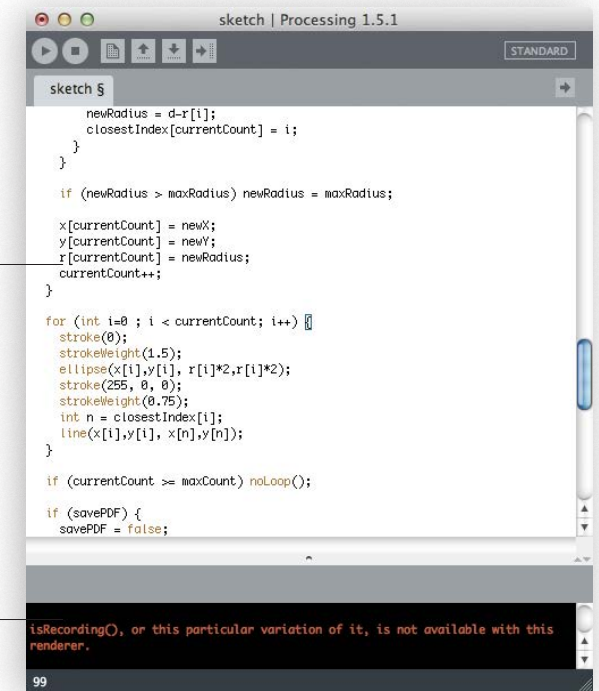 sketch | Processing 1.5.1
STANDARD
sketch §
newRadius = d-r[i];
closestIndex[currentCount] = i;
}
}
if (newRadius > maxRadius) newRadius = maxRadius;
x[currentCount] = newX;
y[currentCount] = newY;
r[currentCount] = newRadius;
currentCount++;
}
for (int i=0 ; i < currentCount; i++) {
stroke(0);
strokeWeight(1.5);
ellipse(x[i],y[i], r[i]*2,r[i]*2);
stroke(255, 0, 0);
strokeWeight(0.75);
int n = closestIndex[i];
line(x[i],y[i], x[n],y[n]);
}
if (currentCount >= maxCount) noLoop();
if (savePDF) {
savePDF = false;
isRecording(), or this particular variation of it, is not available with this
renderer.
99